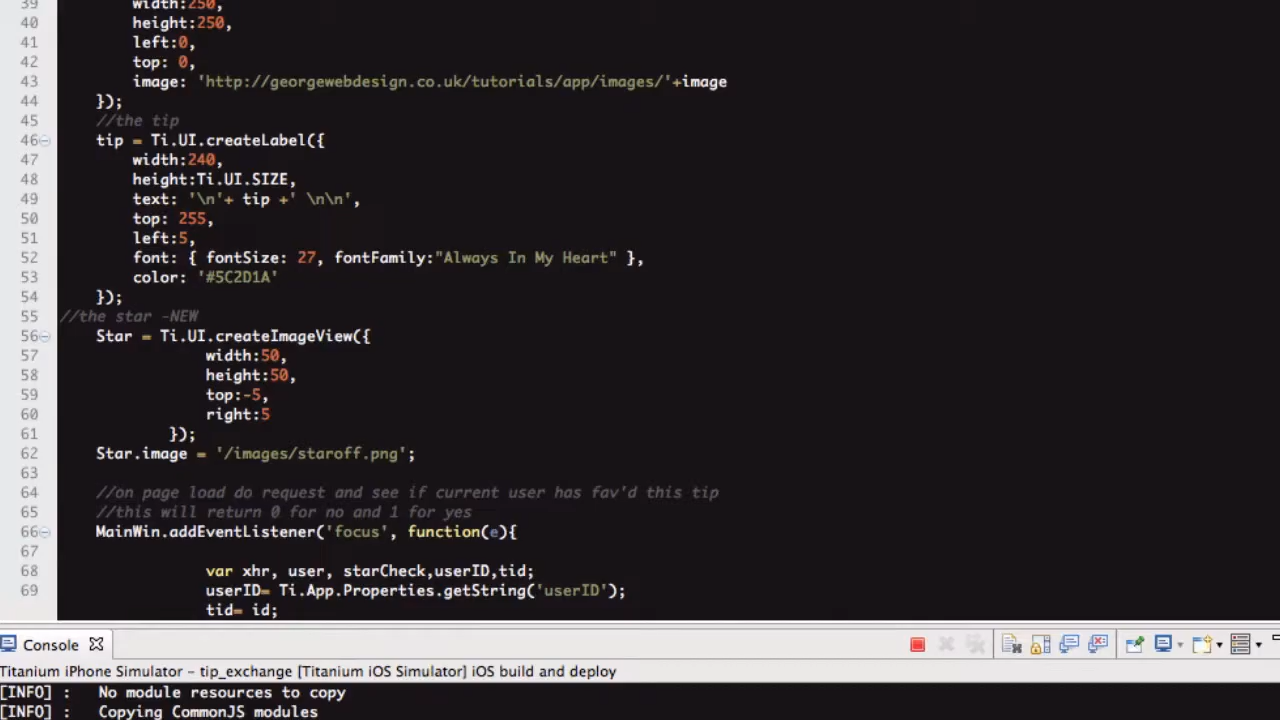 39 width:250,
40 height:250,
41 left:0,
42 top: 0,
43 image: 'http://georgewebdesign.co.uk/tutorials/app/images/'+image
44 });
45 //the tip
46 tip = Ti.UI.createLabel({
47 width:240,
48 height:Ti.UI.SIZE,
49 text: '\n'+ tip +' \n\n',
50 top: 255,
51 left:5,
52 font: { fontSize: 27, fontFamily:"Always In My Heart" },
53 color: '#5C2D1A'
54 });
55 //the star -NEW
56 Star = Ti.UI.createImageView({
57 width:50,
58 height:50,
59 top:-5,
60 right:5
61 });
62 Star.image = '/images/staroff.png';
63
64 //on page load do request and see if current user has fav'd this tip
65 //this will return 0 for no and 1 for yes
66 MainWin.addEventListener('focus', function(e){
67
68 var xhr, user, starCheck,userID,tid;
69 userID= Ti.App.Properties.getString('userID');
tid= id;
Console
Titanium iPhone Simulator - tip_exchange [Titanium iOS Simulator] iOS build and deploy
[INFO] : No module resources to copy
[INFO] : Copying CommonJS modules